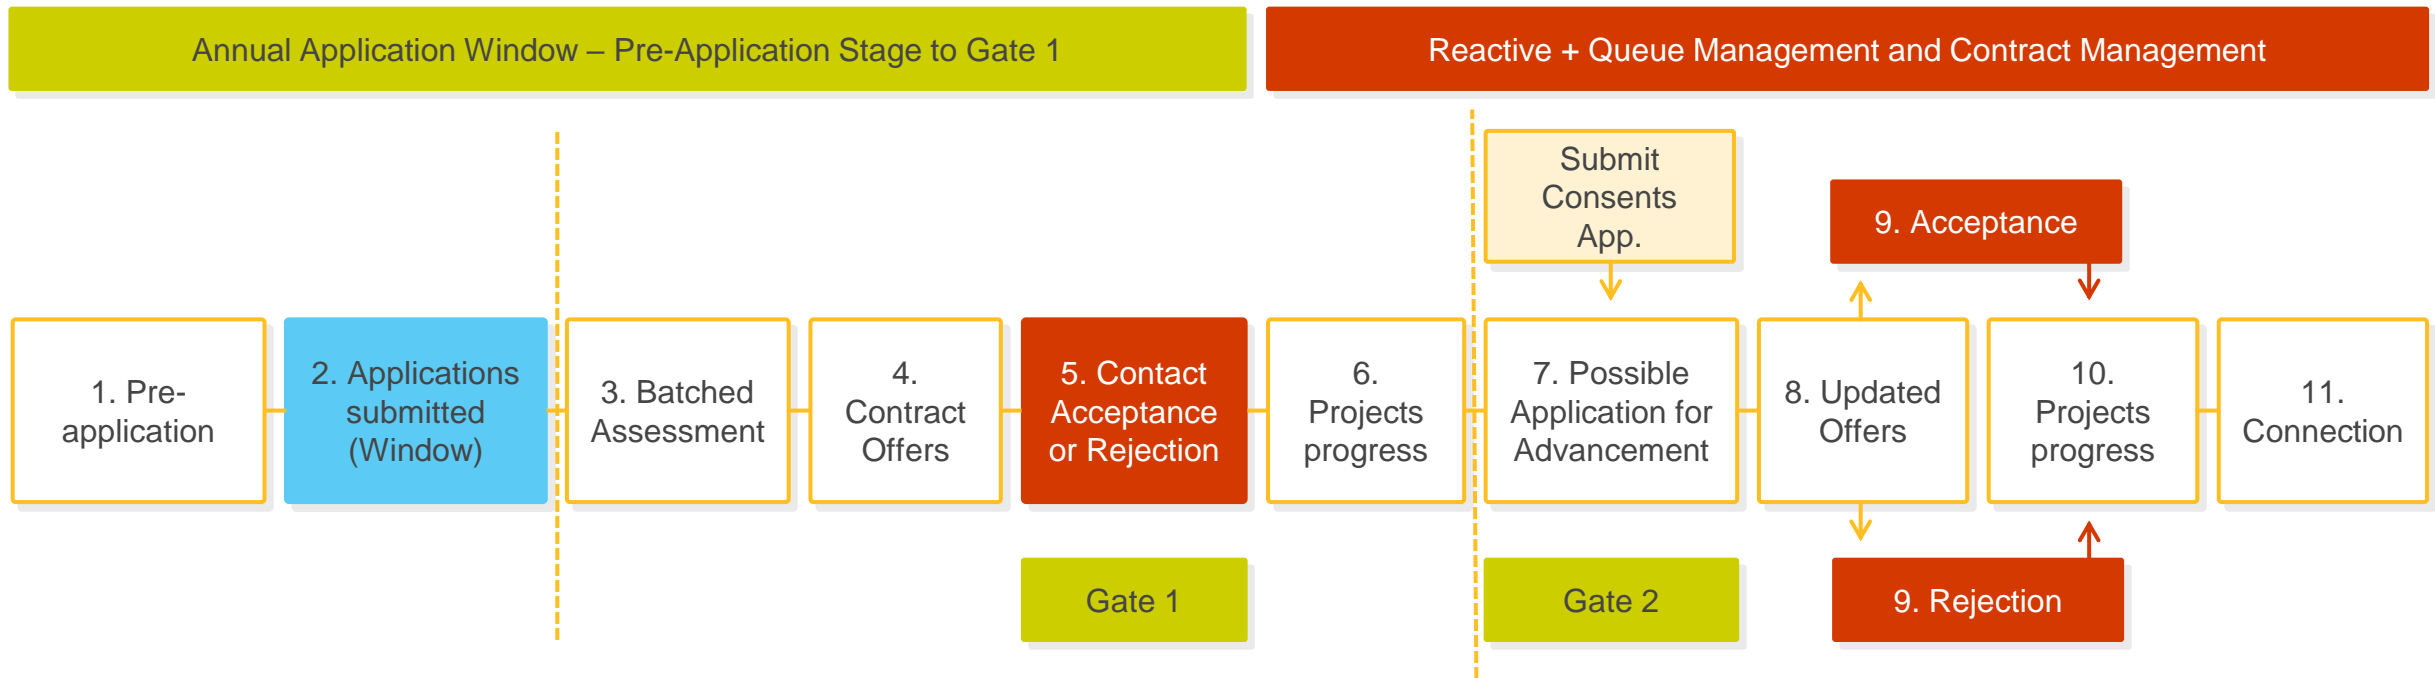 Annual Application Window – Pre-Application Stage to Gate 1
Reactive + Queue Management and Contract Management
Submit
Consents
App.
9. Acceptance
1. Pre-
application
2. Applications
submitted
(Window)
3. Batched
Assessment
4.
Contract
Offers
5. Contact
Acceptance
or Rejection
6.
Projects
progress
7. Possible
Application for
Advancement
8. Updated
Offers
10.
Projects
progress
11.
Connection
Gate 1
Gate 2
9. Rejection